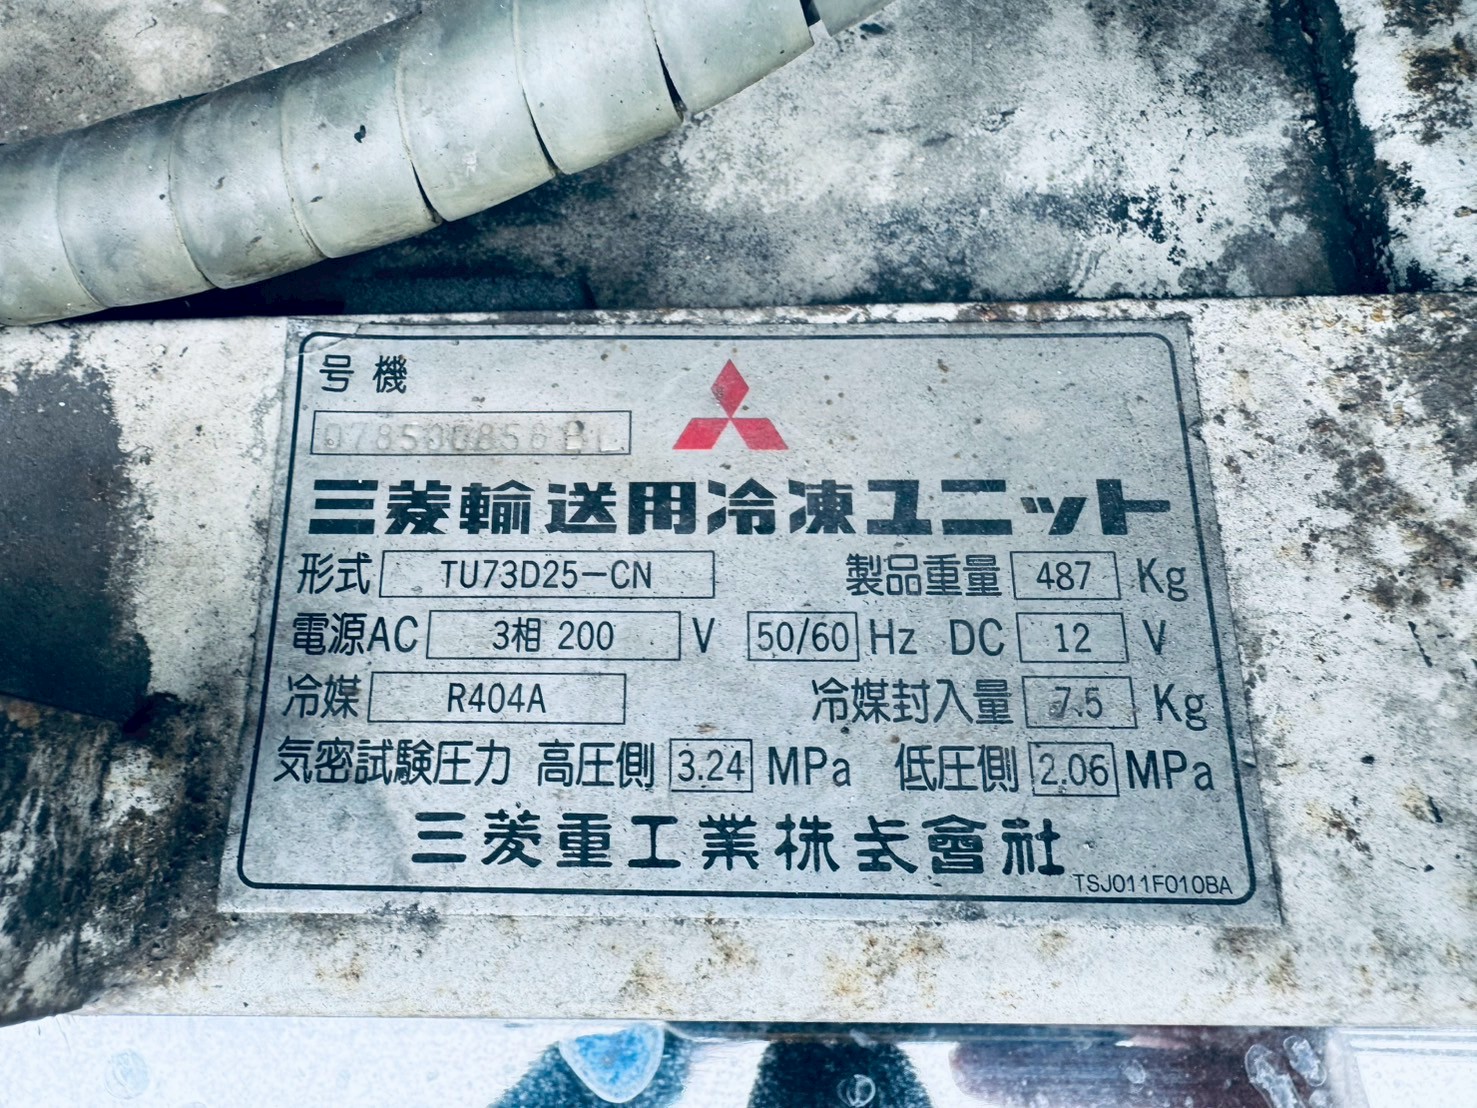 号機
三菱輸送用冷凍ユニット
形式 TU73D25-CN 製品重量 487 Kg
電源AC 3相 200 V 50/60 Hz DC 12 V
冷媒 R404A 冷媒封入量 7.5 Kg
気密試験圧力 高圧側 3.24 MPa 低圧側 2.06 MPa
三菱重工業株式會社
TSJ011F010BA